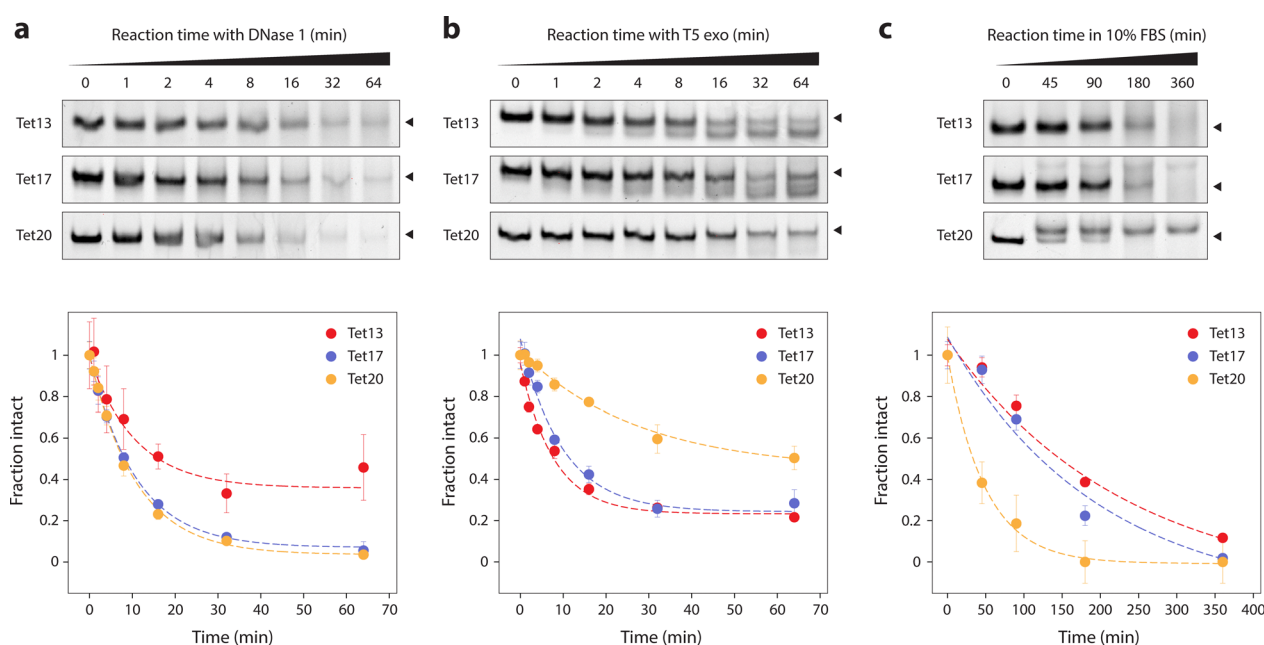 a
Reaction time with DNase 1 (min)
0 1 2 4 8 16 32 64
Tet13
Tet17
Tet20
Fraction intact
1
0.8
0.6
0.4
0.2
0
Tet13
Tet17
Tet20
0 10 20 30 40 50 60 70
Time (min)
b
Reaction time with T5 exo (min)
0 1 2 4 8 16 32 64
Tet13
Tet17
Tet20
Fraction intact
1
0.8
0.6
0.4
0.2
0
Tet13
Tet17
Tet20
0 10 20 30 40 50 60 70
Time (min)
c
Reaction time in 10% FBS (min)
0 45 90 180 360
Tet13
Tet17
Tet20
Fraction intact
1
0.8
0.6
0.4
0.2
0
Tet13
Tet17
Tet20
0 50 100 150 200 250 300 350 400
Time (min)